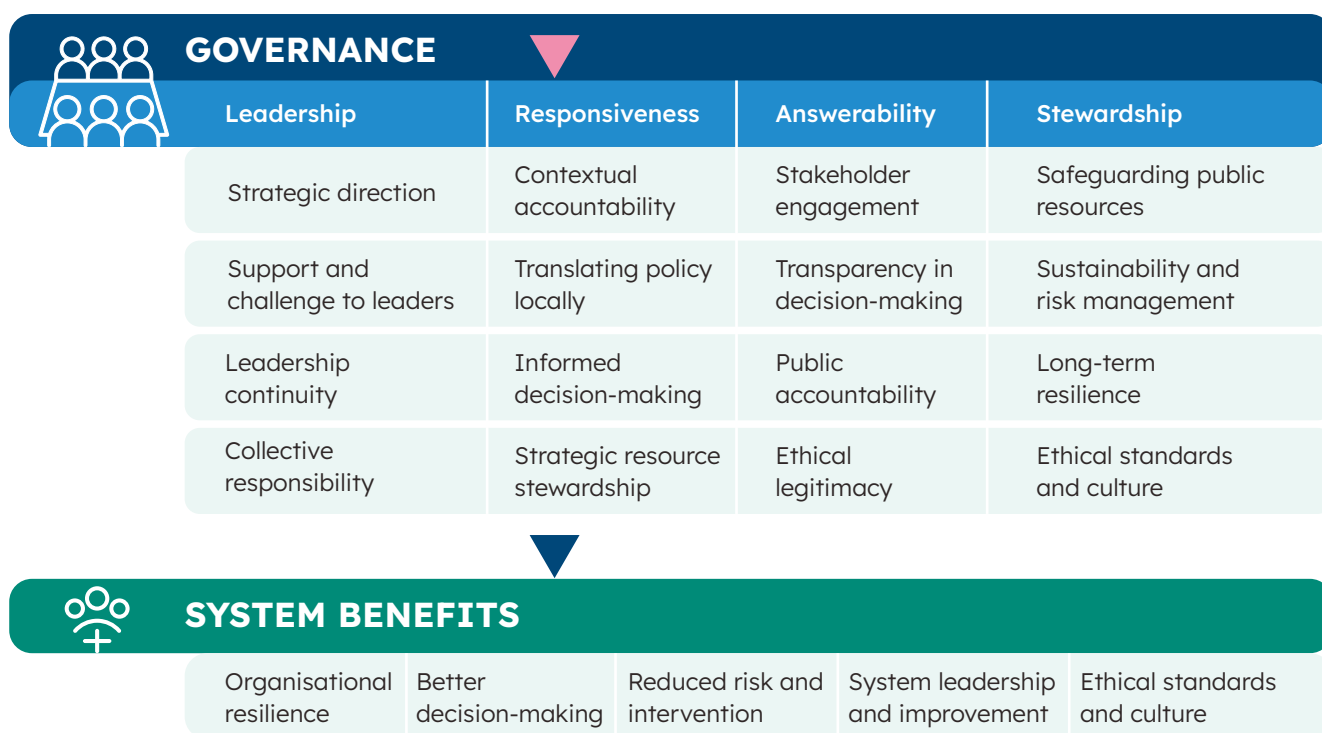 GOVERNANCE
Leadership
Responsiveness
Answerability
Stewardship
Strategic direction
Contextual
accountability
Stakeholder
engagement
Safeguarding public
resources
Support and
challenge to leaders
Translating policy
locally
Transparency in
decision-making
Sustainability and
risk management
Leadership
continuity
Informed
decision-making
Public
accountability
Long-term
resilience
Collective
responsibility
Strategic resource
stewardship
Ethical
legitimacy
Ethical standards
and culture
SYSTEM BENEFITS
Organisational
resilience
Better
decision-making
Reduced risk and
intervention
System leadership
and improvement
Ethical standards
and culture